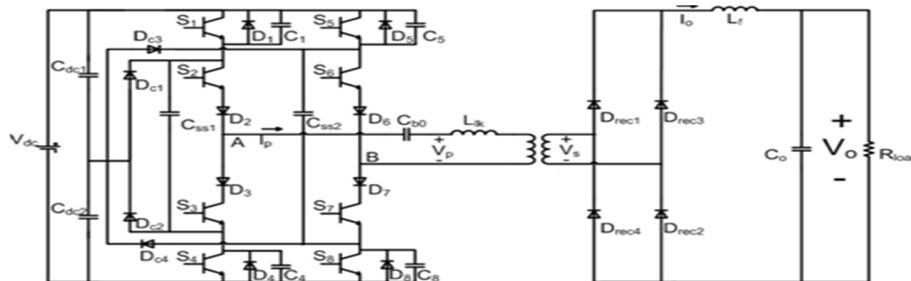 S1 S5 Io Lf
Dc3 D1 C1 D5 C5
Cdc1 S2 S6
Dc1
Vdc Css1 D2 Css2 D6 Cb0 Llk Drec1 Drec3
A Ip Vp Vs + Vo - Co Rloa
B
D3 D7
Cdc2 Dc2 S3 S7 Drec4 Drec2
Dc4 S4 D4 C4 S8 D8 C8